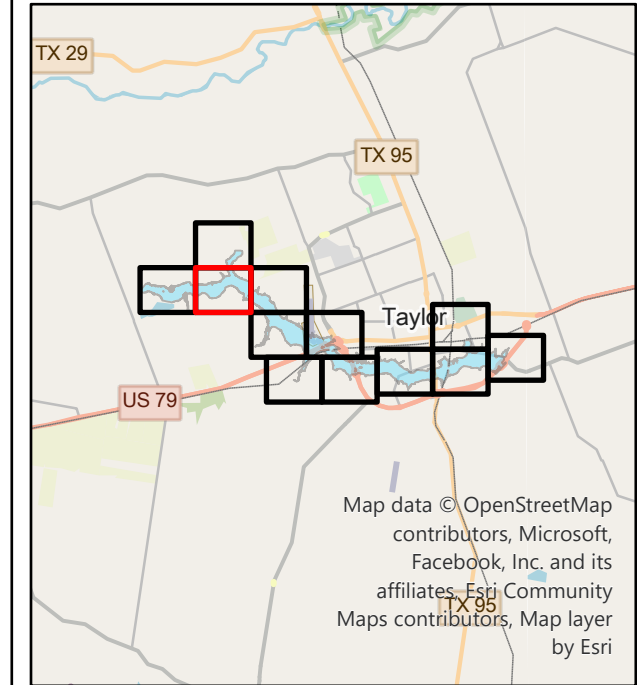 TX 29
TX 95
Taylor
US 79
Map data © OpenStreetMap
contributors, Microsoft,
Facebook, Inc. and its
affiliates, Esri Community
Maps contributors, Map layer
by Esri
TX 95